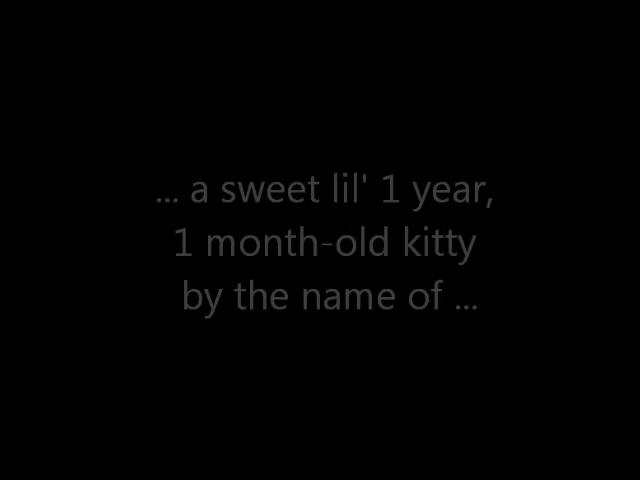 ... a sweet lil' 1 year,
1 month-old kitty
by the name of ...